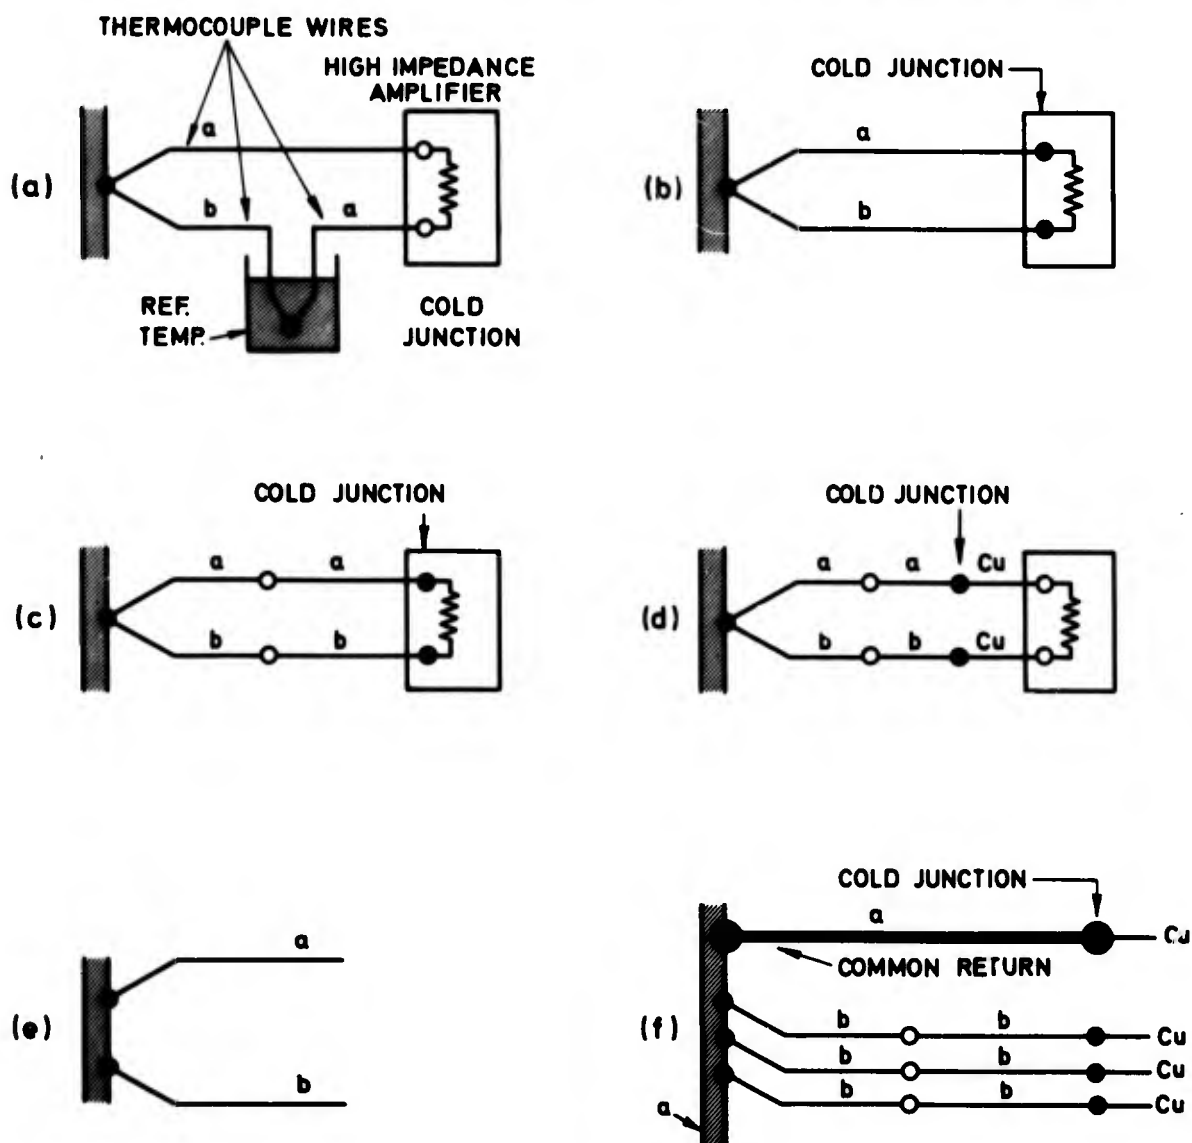 THERMOCOUPLE WIRES
HIGH IMPEDANCE
AMPLIFIER
a
(a)
b
a
REF.
TEMP.
COLD
JUNCTION
COLD JUNCTION
a
(b)
b
COLD JUNCTION
a a
(c)
b b
COLD JUNCTION
a a Cu
(d)
b b Cu
a
(e)
b
COLD JUNCTION
a
Cu
COMMON RETURN
(f)
b b Cu
b b Cu
b b Cu
a